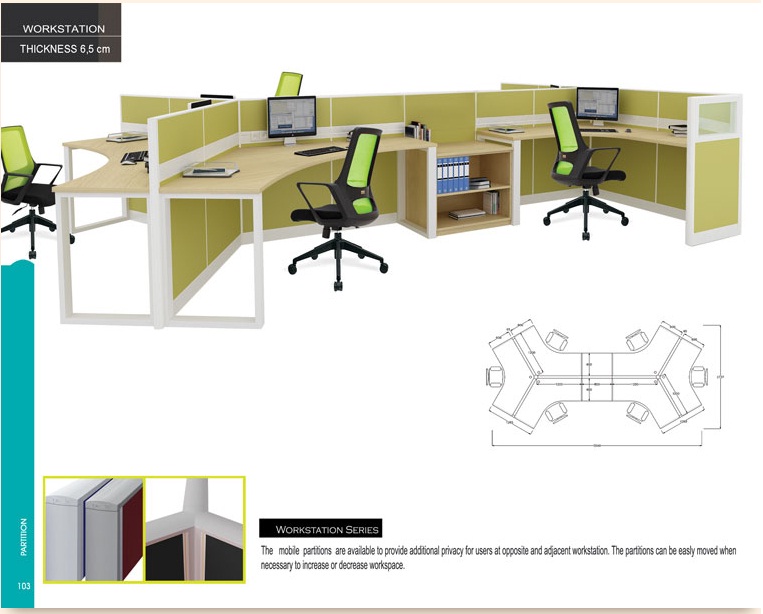 WORKSTATION
THICKNESS 6,5 cm
WORKSTATION SERIES
The mobile partitions are available to provide additional privacy for users at opposite and adjacent workstation. The partitions can be easly moved when
necessary to increase or decrease workspace.
PARTITION
103